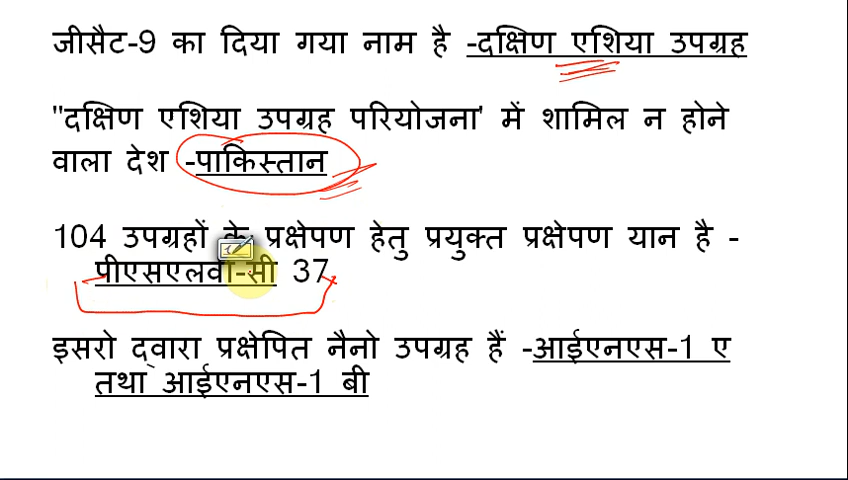 जीसैट-9 का दिया गया नाम है -दक्षिण एशिया उपग्रह
"दक्षिण एशिया उपग्रह परियोजना' में शामिल न होने
वाला देश -पाकिस्तान
104 उपग्रहों के प्रक्षेपण हेतु प्रयुक्त प्रक्षेपण यान है -
पीएसएलवी-सी 37
इसरो द्वारा प्रक्षेपित नैनो उपग्रह हैं -आईएनएस-1 ए
तथा आईएनएस-1 बी